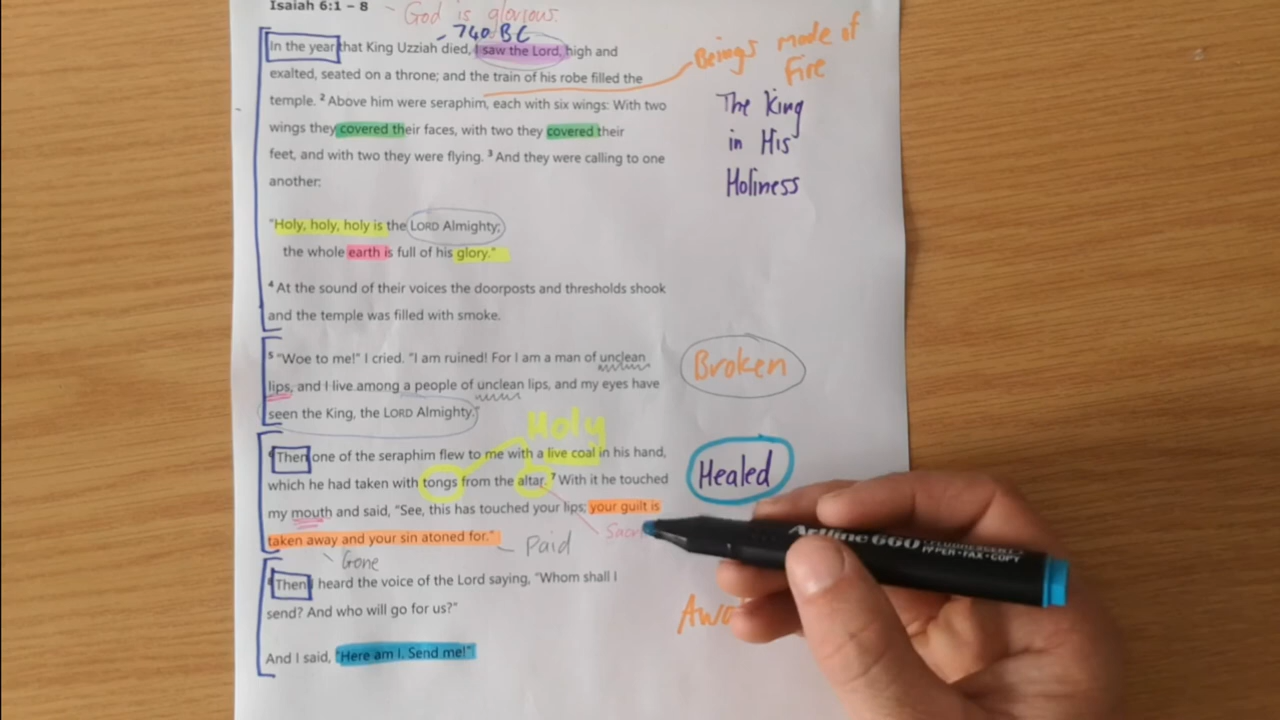 Isaiah 6:1 – 8 - God is glorious.
- 740 BC
In the year that King Uzziah died, I saw the Lord, high and
exalted, seated on a throne; and the train of his robe filled the
temple. 2 Above him were seraphim, each with six wings: With two
wings they covered their faces, with two they covered their
feet, and with two they were flying. 3 And they were calling to one
another:
"Holy, holy, holy is the LORD Almighty;
the whole earth is full of his glory."
4 At the sound of their voices the doorposts and thresholds shook
and the temple was filled with smoke.
5 "Woe to me!" I cried. "I am ruined! For I am a man of unclean
lips, and I live among a people of unclean lips, and my eyes have
seen the King, the LORD Almighty."
Holy
Then one of the seraphim flew to me with a live coal in his hand,
which he had taken with tongs from the altar. 7 With it he touched
my mouth and said, "See, this has touched your lips; your guilt is
taken away and your sin atoned for."
Gone
- Paid
Then I heard the voice of the Lord saying, "Whom shall I
send? And who will go for us?"
And I said, "Here am I. Send me!"
Beings made of
Fire
The King
in His
Holiness
Broken
Healed
Artline 660